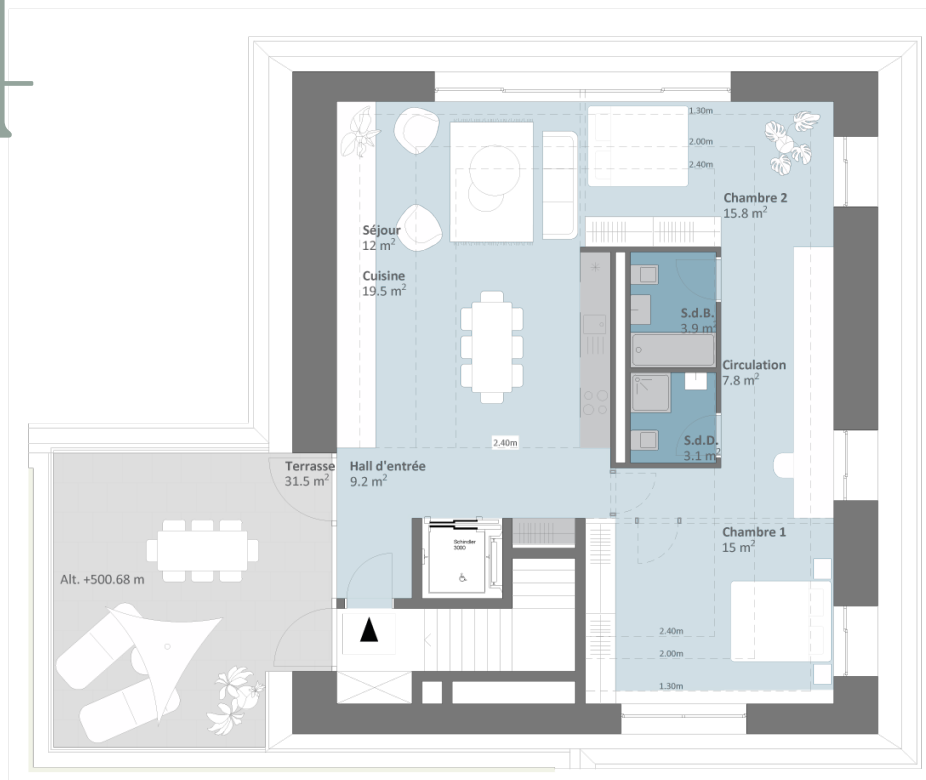 1.30m
2.00m
2.40m
Chambre 2
15.8 m²
Séjour
12 m²
Cuisine
19.5 m²
S.d.B.
3.9 m²
Circulation
7.8 m²
2.40m
S.d.D.
3.1 m²
Terrasse
31.5 m²
Hall d'entrée
9.2 m²
Schindler
3000
Chambre 1
15 m²
Alt. +500.68 m
2.40m
2.00m
1.30m